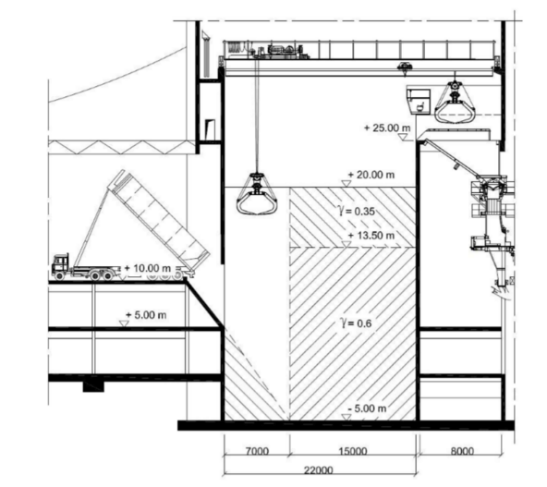 + 25.00 m
+ 20.00 m
γ = 0.35
+ 13.50 m
+ 10.00 m
+ 5.00 m
γ = 0.6
- 5.00 m
7000 15000 8000
22000